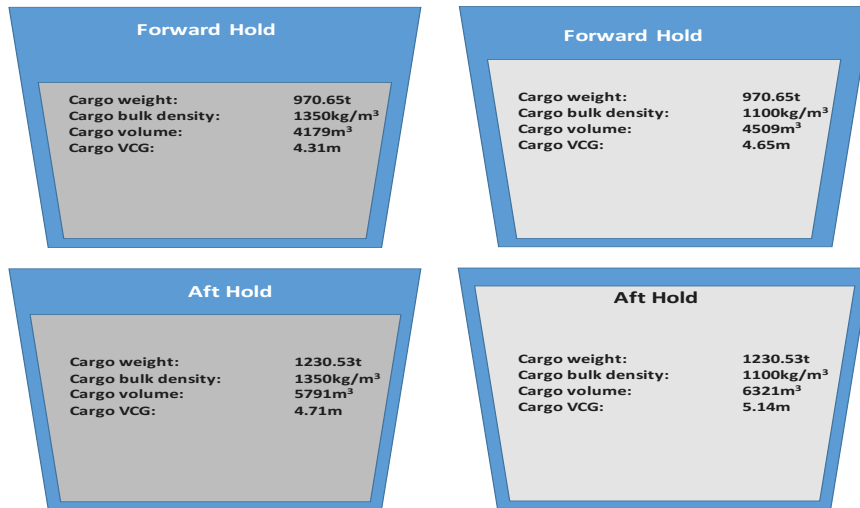 Forward Hold
Cargo weight: 970.65t
Cargo bulk density: 1350kg/m³
Cargo volume: 4179m³
Cargo VCG: 4.31m
Forward Hold
Cargo weight: 970.65t
Cargo bulk density: 1100kg/m³
Cargo volume: 4509m³
Cargo VCG: 4.65m
Aft Hold
Cargo weight: 1230.53t
Cargo bulk density: 1350kg/m³
Cargo volume: 5791m³
Cargo VCG: 4.71m
Aft Hold
Cargo weight: 1230.53t
Cargo bulk density: 1100kg/m³
Cargo volume: 6321m³
Cargo VCG: 5.14m